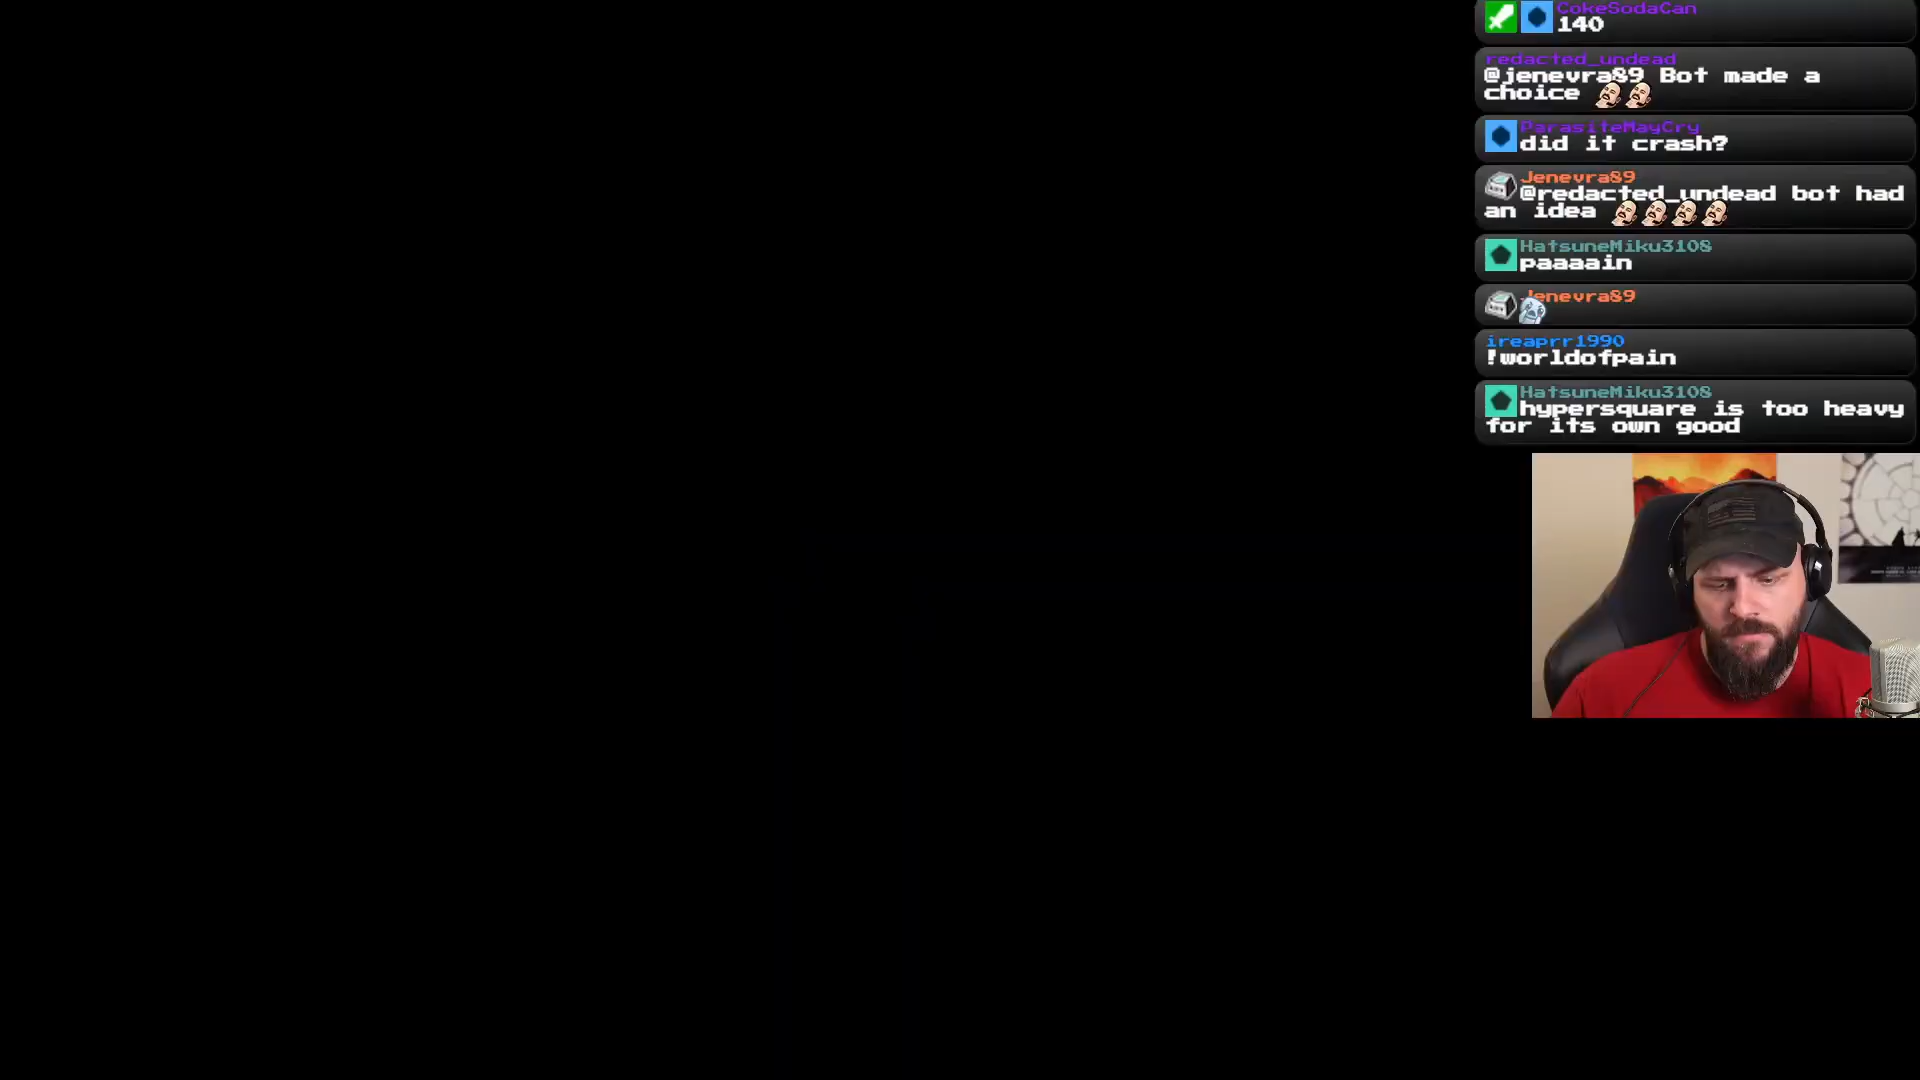 CokeSodaCan
140
redacted_undead
@jenevra89 Bot made a
choice
ParasiteMayCry
did it crash?
Jenevra89
@redacted_undead bot had
an idea
HatsuneMiku3108
paaaain
Jenevra89
ireaprr1990
!worldofpain
HatsuneMiku3108
hypersquare is too heavy
for its own good